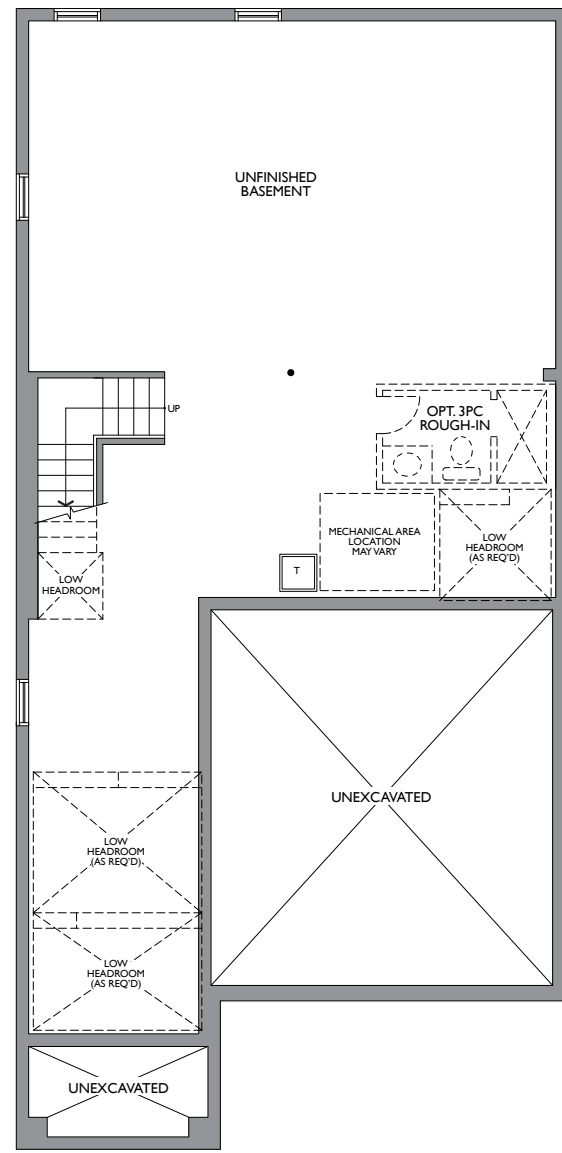 UNFINISHED
BASEMENT
UP
OPT. 3PC
ROUGH-IN
MECHANICAL AREA
LOCATION
MAY VARY
LOW
HEADROOM
(AS REQ'D)
T
LOW
HEADROOM
UNEXCAVATED
LOW
HEADROOM
(AS REQ'D)
LOW
HEADROOM
(AS REQ'D)
UNEXCAVATED